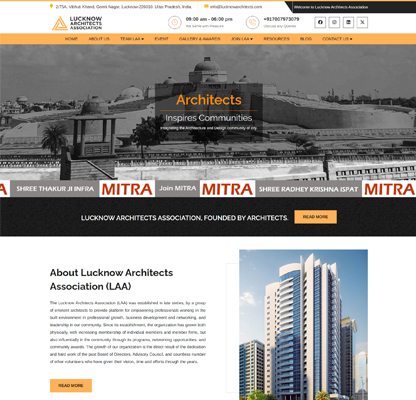 2/75A, Vibhuti Khand, Gomti Nagar, Lucknow-226010. Uttar Pradesh, India.
info@lucknowarchitects.com
Welcome to Lucknow Architects Association
LUCKNOW
ARCHITECTS
ASSOCIATION
09:00 am - 06:00 pm
+917007973079
HOME
ABOUT US
TEAM LAA
EVENT
GALLERY & AWARDS
JOIN LAA
RESOURCES
BLOG
CONTACT US
Architects
Inspires Communities
Integrating the Architecture and Design community of city.
MITRA
SHREE THAKUR JI INFRA
MITRA
Join MITRA
MITRA
SHREE RADHEY KRISHNA ISPAT
MITRA
LUCKNOW ARCHITECTS ASSOCIATION, FOUNDED BY ARCHITECTS.
READ MORE
About Lucknow Architects
Association (LAA)
The Lucknow Architects Association (LAA) was established in late sixties, by a group
of eminent architects to provide platform for empowering professionals working in the
built environment in professional growth, business development and networking, and
leadership in our community. Since its establishment, the organization has grown both
physically, with increasing membership of individual members and member firms, but
also influentially in the community through its programs, networking opportunities, and
community awards. The growth of our organization is the direct result of the dedication
and hard work of the past Board of Directors, Advisory Council, and countless number
of other volunteers who have given their vision, time and efforts through the years.
READ MORE